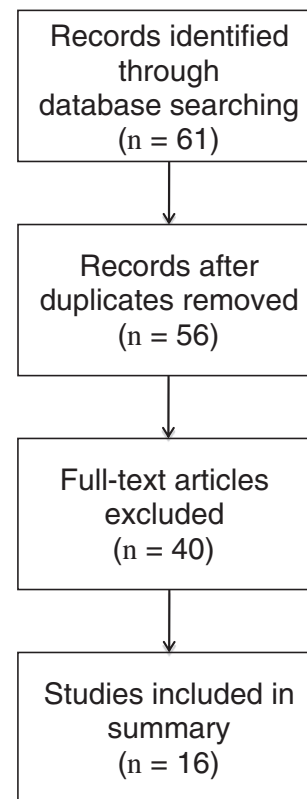 Records identified
through
database searching
(n = 61)
Records after
duplicates removed
(n = 56)
Full-text articles
excluded
(n = 40)
Studies included in
summary
(n = 16)